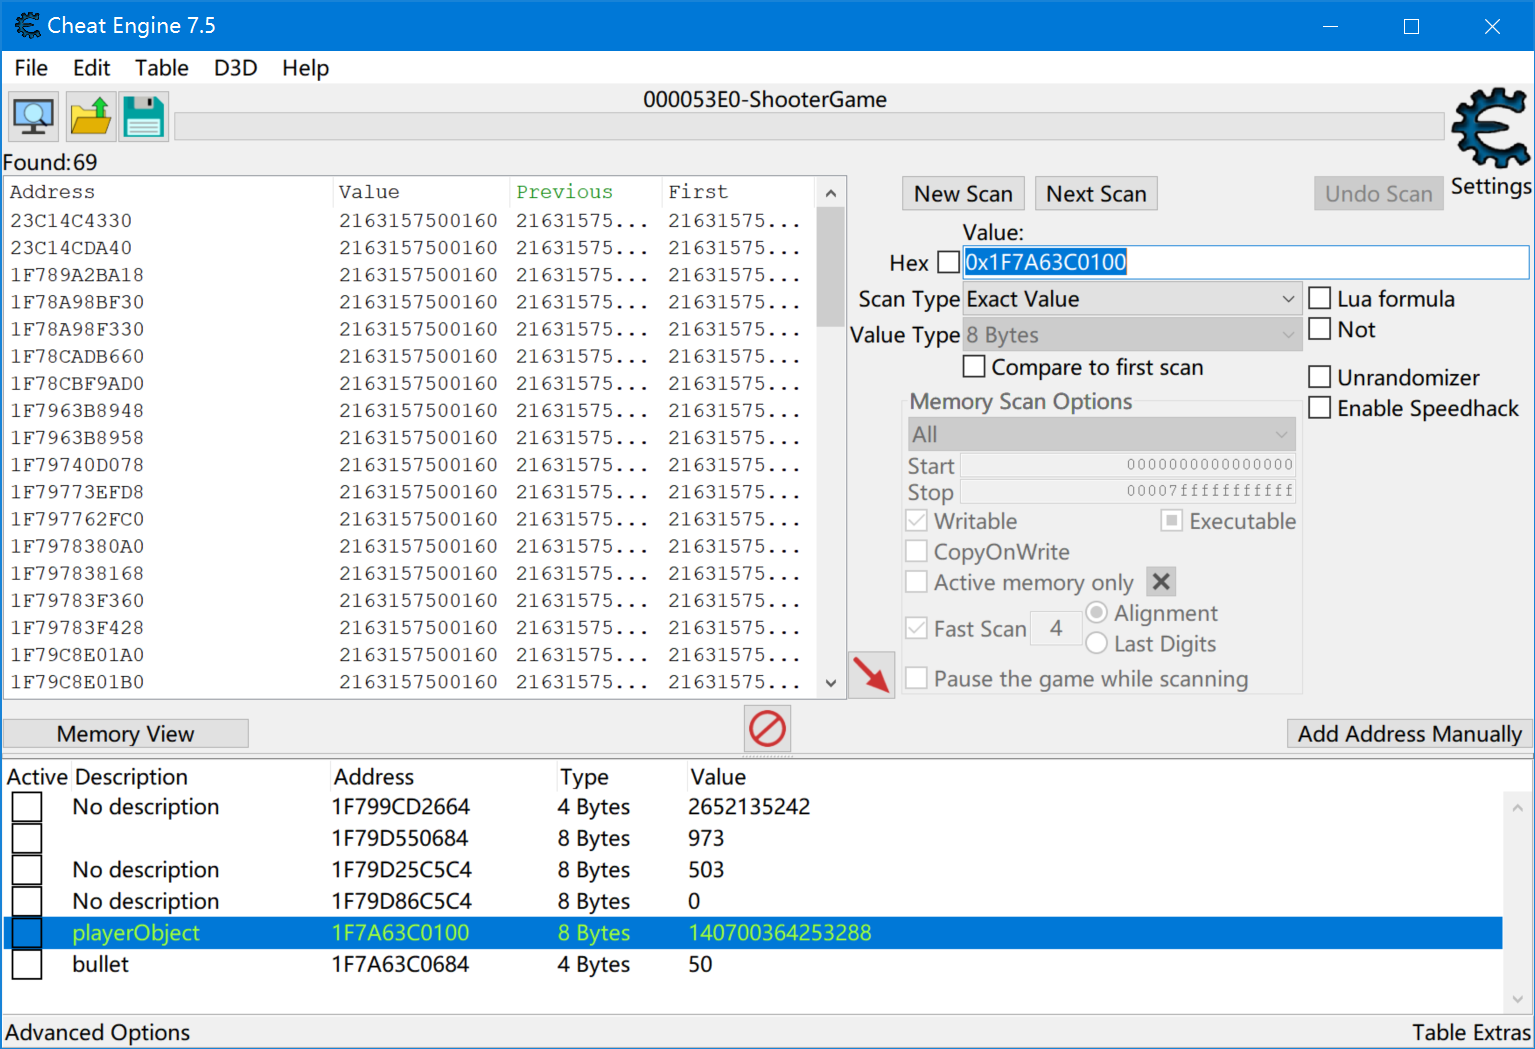 Cheat Engine 7.5
File Edit Table D3D Help
000053E0-ShooterGame
Found:69
Settings
Address Value Previous First
23C14C4330 2163157500160 21631575... 21631575...
23C14CDA40 2163157500160 21631575... 21631575...
1F789A2BA18 2163157500160 21631575... 21631575...
1F78A98BF30 2163157500160 21631575... 21631575...
1F78A98F330 2163157500160 21631575... 21631575...
1F78CADB660 2163157500160 21631575... 21631575...
1F78CBF9AD0 2163157500160 21631575... 21631575...
1F7963B8948 2163157500160 21631575... 21631575...
1F7963B8958 2163157500160 21631575... 21631575...
1F79740D078 2163157500160 21631575... 21631575...
1F79773EFD8 2163157500160 21631575... 21631575...
1F797762FC0 2163157500160 21631575... 21631575...
1F7978380A0 2163157500160 21631575... 21631575...
1F797838168 2163157500160 21631575... 21631575...
1F79783F360 2163157500160 21631575... 21631575...
1F79783F428 2163157500160 21631575... 21631575...
1F79C8E01A0 2163157500160 21631575... 21631575...
1F79C8E01B0 2163157500160 21631575... 21631575...
New Scan Next Scan Undo Scan
Value:
Hex 0x1F7A63C0100
Scan Type Exact Value Lua formula
Value Type 8 Bytes Not
Compare to first scan
Unrandomizer
Enable Speedhack
Memory Scan Options
All
Start 0000000000000000
Stop 00007fffffffffff
Writable Executable
CopyOnWrite
Active memory only
Fast Scan 4 Alignment
Last Digits
Pause the game while scanning
Memory View Add Address Manually
Active Description Address Type Value
No description 1F799CD2664 4 Bytes 2652135242
1F79D550684 8 Bytes 973
No description 1F79D25C5C4 8 Bytes 503
No description 1F79D86C5C4 8 Bytes 0
playerObject 1F7A63C0100 8 Bytes 140700364253288
bullet 1F7A63C0684 4 Bytes 50
Advanced Options Table Extras